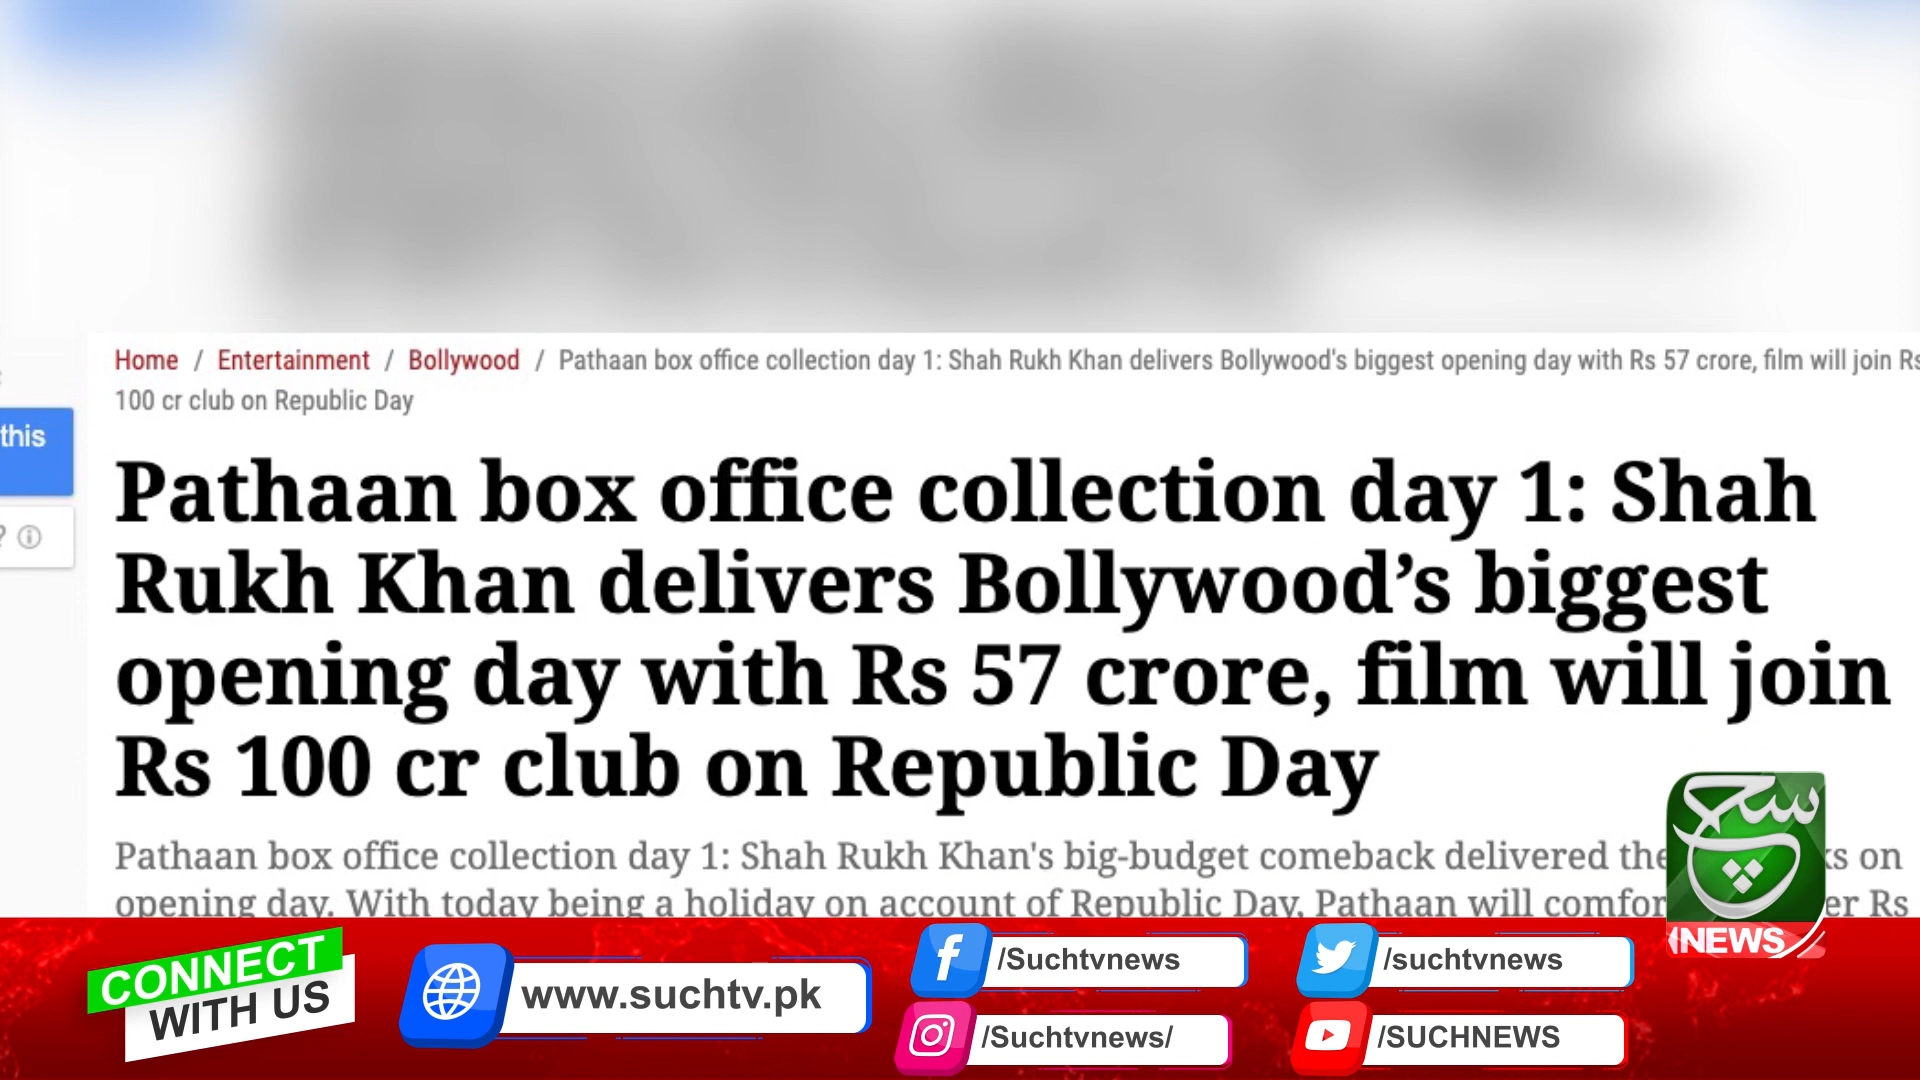 Home / Entertainment / Bollywood / Pathaan box office collection day 1: Shah Rukh Khan delivers Bollywood's biggest opening day with Rs 57 crore, film will join Rs
100 cr club on Republic Day
this
?
Pathaan box office collection day 1: Shah
Rukh Khan delivers Bollywood’s biggest
opening day with Rs 57 crore, film will join
Rs 100 cr club on Republic Day
Pathaan box office collection day 1: Shah Rukh Khan's big-budget comeback delivered the on
opening day. With today being a holiday on account of Republic Day, Pathaan will Rs
سچ
NEWS
CONNECT
WITH US
www.suchtv.pk
/Suchtvnews
/suchtvnews
/Suchtvnews/
/SUCHNEWS